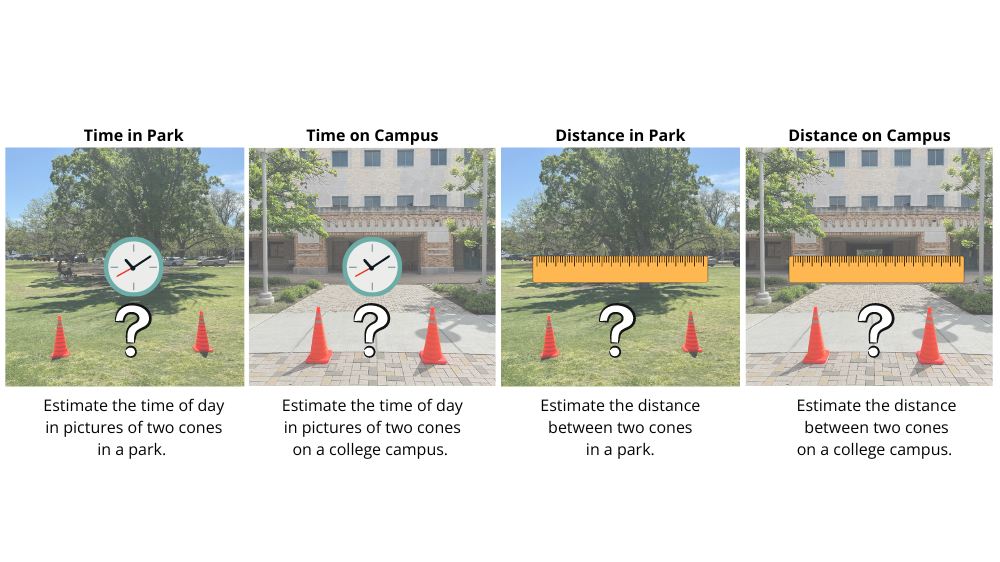 Time in Park
Time on Campus
Distance in Park
Distance on Campus
?
?
?
?
Estimate the time of day
in pictures of two cones
in a park.
Estimate the time of day
in pictures of two cones
on a college campus.
Estimate the distance
between two cones
in a park.
Estimate the distance
between two cones
on a college campus.